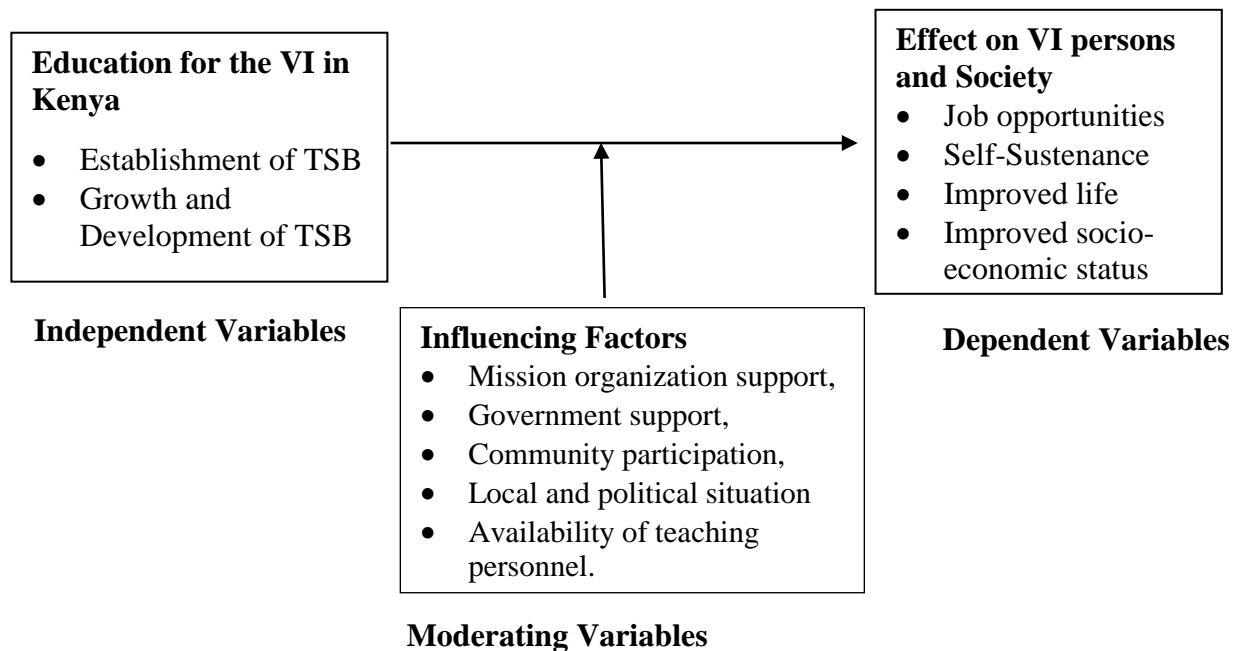 Education for the VI in
Kenya
• Establishment of TSB
• Growth and
Development of TSB
Independent Variables
Effect on VI persons
and Society
• Job opportunities
• Self-Sustenance
• Improved life
• Improved socio-
economic status
Dependent Variables
Influencing Factors
• Mission organization support,
• Government support,
• Community participation,
• Local and political situation
• Availability of teaching
personnel.
Moderating Variables